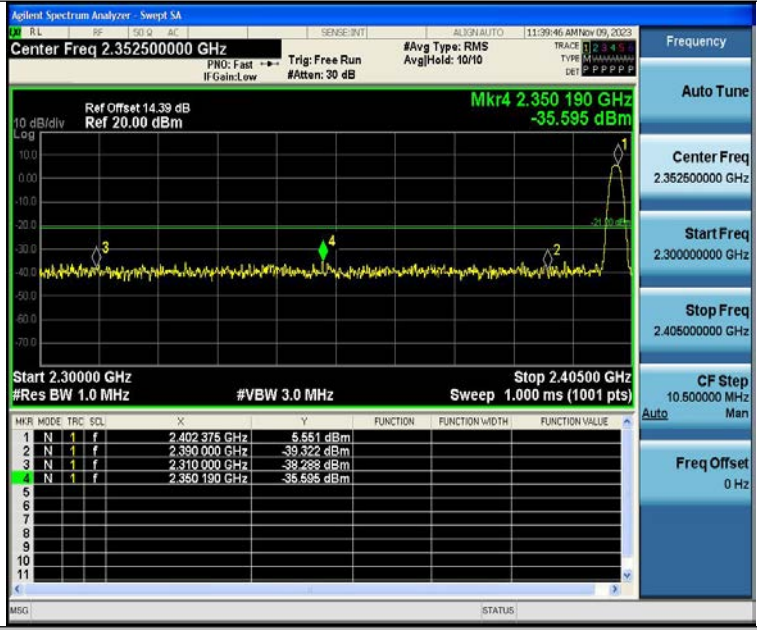 Agilent Spectrum Analyzer - Swept SA
RL RF 50 Ω AC SENSE:INT ALIGNAUTO 11:39:46 AM Nov 09, 2023
Center Freq 2.352500000 GHz
PNO: Fast
IFGain:Low
Trig: Free Run
#Atten: 30 dB
#Avg Type: RMS
Avg|Hold: 10/10
TRACE 1 2 3 4 5 6
TYPE M
DET P P P P P P
Frequency
Mkr4 2.350 190 GHz
-35.595 dBm
Ref Offset 14.39 dB
10 dB/div Ref 20.00 dBm
Log
10.0
0.00
-10.0
-20.0
-30.0
-40.0
-50.0
-60.0
-70.0
1
-21.00 dBm
3
4
2
Start 2.30000 GHz Stop 2.40500 GHz
#Res BW 1.0 MHz #VBW 3.0 MHz Sweep 1.000 ms (1001 pts)
MKR MODE TRC SCL X Y FUNCTION FUNCTION WIDTH FUNCTION VALUE
1 N 1 f 2.402 375 GHz 5.551 dBm
2 N 1 f 2.390 000 GHz -39.322 dBm
3 N 1 f 2.310 000 GHz -38.288 dBm
4 N 1 f 2.350 190 GHz -35.595 dBm
5
6
7
8
9
10
11
MSG STATUS
Auto Tune
Center Freq
2.352500000 GHz
Start Freq
2.300000000 GHz
Stop Freq
2.405000000 GHz
CF Step
10.500000 MHz
Auto Man
Freq Offset
0 Hz